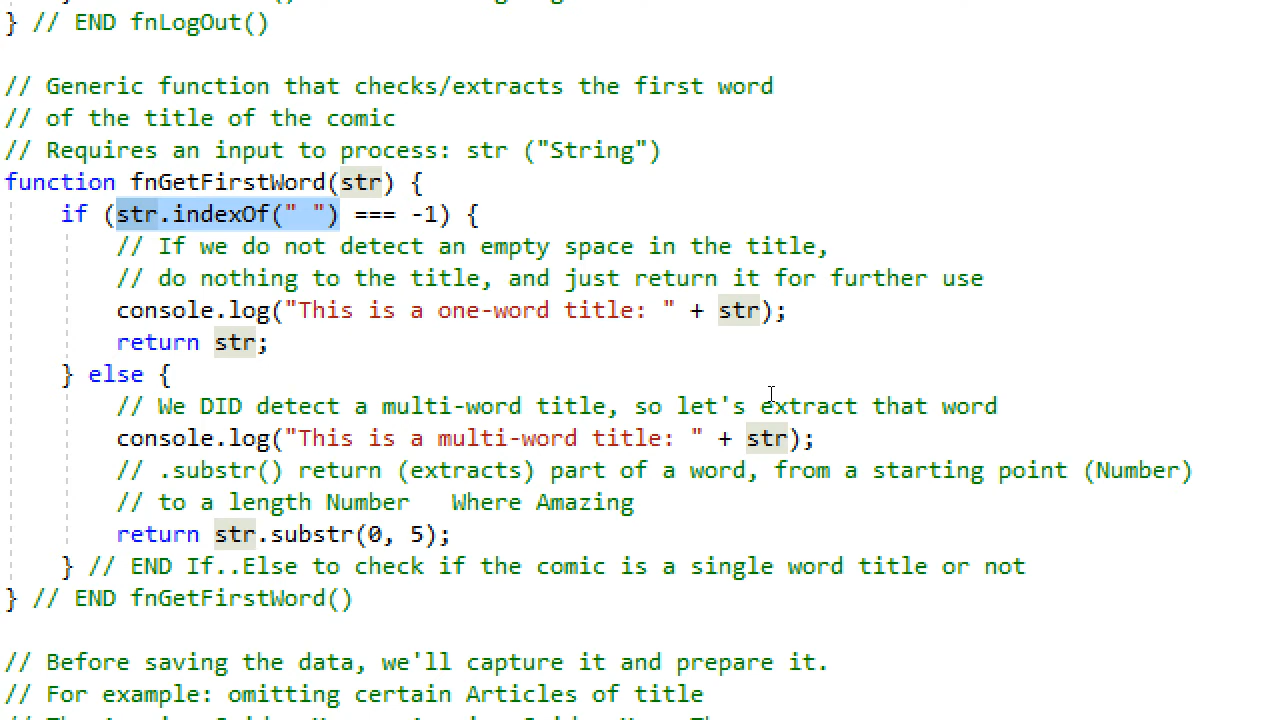 } // END fnLogOut()
// Generic function that checks/extracts the first word
// of the title of the comic
// Requires an input to process: str ("String")
function fnGetFirstWord(str) {
if (str.indexOf(" ") === -1) {
// If we do not detect an empty space in the title,
// do nothing to the title, and just return it for further use
console.log("This is a one-word title: " + str);
return str;
} else {
// We DID detect a multi-word title, so let's extract that word
console.log("This is a multi-word title: " + str);
// .substr() return (extracts) part of a word, from a starting point (Number)
// to a length Number   Where Amazing
return str.substr(0, 5);
} // END If..Else to check if the comic is a single word title or not
} // END fnGetFirstWord()
// Before saving the data, we'll capture it and prepare it.
// For example: omitting certain Articles of title